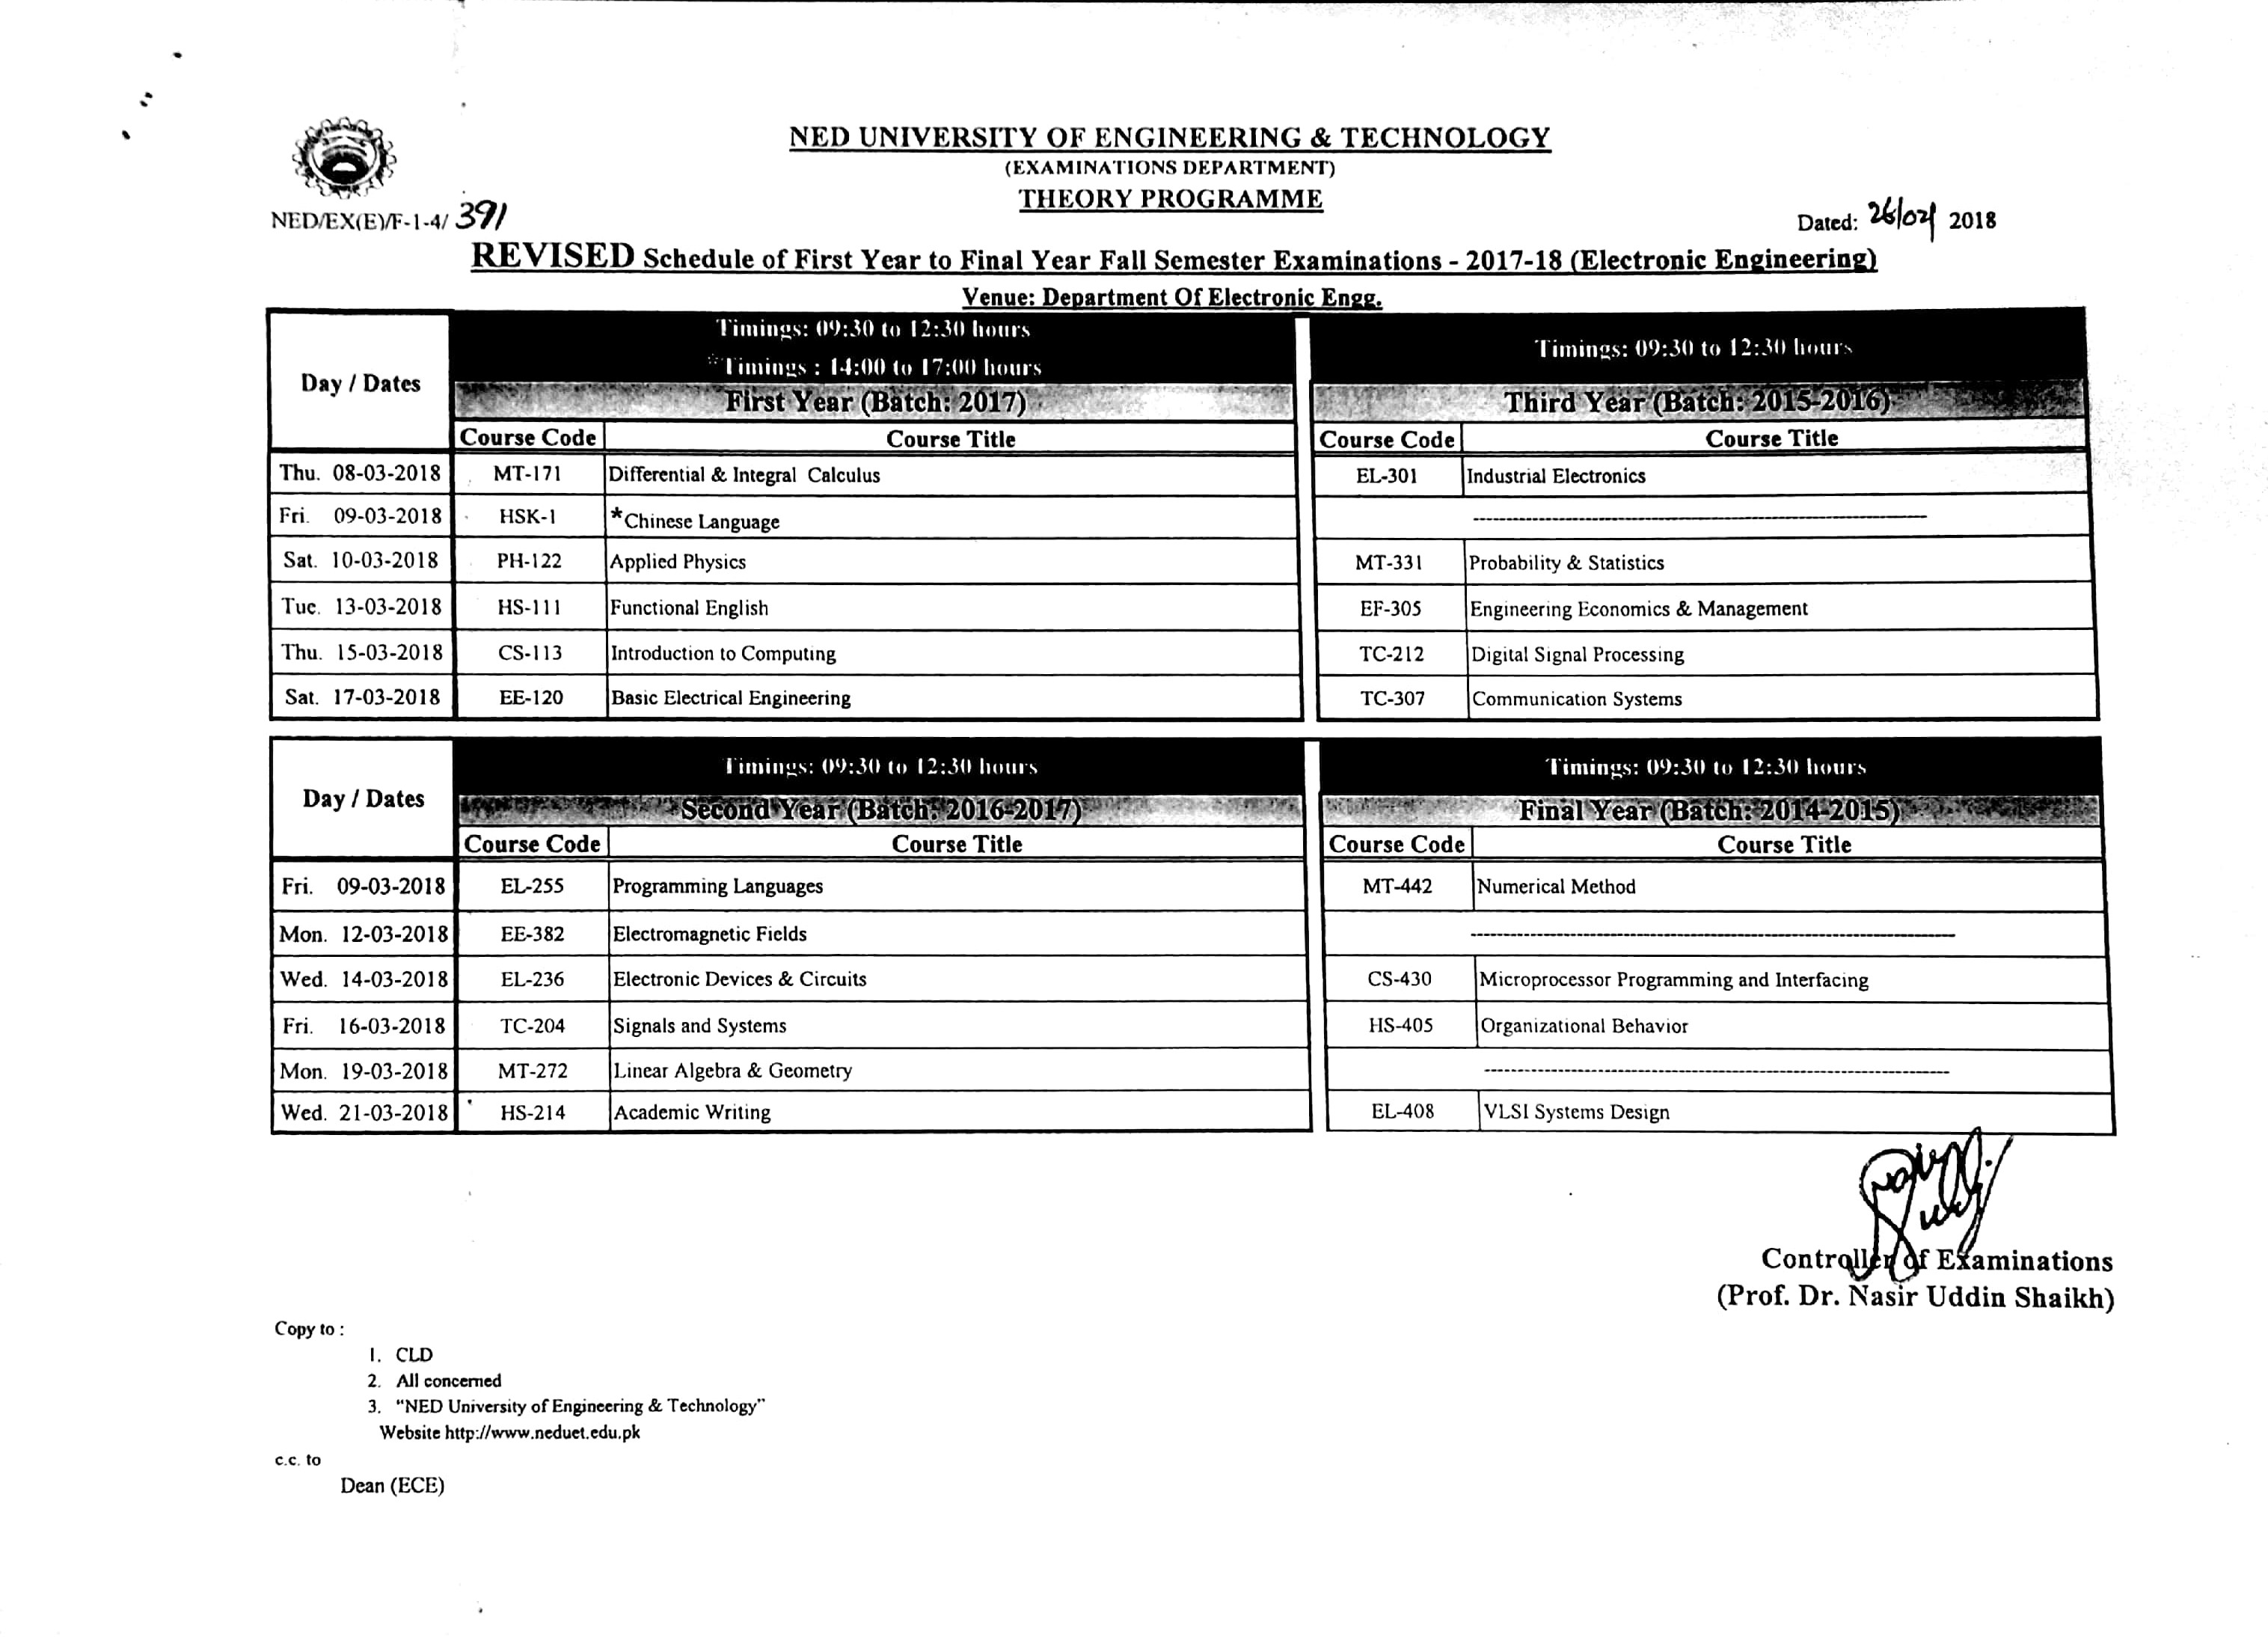 NED UNIVERSITY OF ENGINEERING & TECHNOLOGY
(EXAMINATIONS DEPARTMENT)
THEORY PROGRAMME
NED/EX(E)/F-1-4/ 391
Dated: 26/02/ 2018
REVISED Schedule of First Year to Final Year Fall Semester Examinations - 2017-18 (Electronic Engineering)
Venue: Department Of Electronic Engg.
Day / Dates
Timings: 09:30 to 12:30 hours
*Timings : 14:00 to 17:00 hours
Timings: 09:30 to 12:30 hours
First Year (Batch: 2017) Third Year (Batch: 2015-2016)
Course Code Course Title Course Code Course Title
Thu. 08-03-2018 MT-171 Differential & Integral Calculus EL-301 Industrial Electronics
Fri. 09-03-2018 HSK-1 *Chinese Language ----------
Sat. 10-03-2018 PH-122 Applied Physics MT-331 Probability & Statistics
Tue. 13-03-2018 HS-111 Functional English EF-305 Engineering Economics & Management
Thu. 15-03-2018 CS-113 Introduction to Computing TC-212 Digital Signal Processing
Sat. 17-03-2018 EE-120 Basic Electrical Engineering TC-307 Communication Systems
Day / Dates
Timings: 09:30 to 12:30 hours Timings: 09:30 to 12:30 hours
Second Year (Batch: 2016-2017) Final Year (Batch: 2014-2015)
Course Code Course Title Course Code Course Title
Fri. 09-03-2018 EL-255 Programming Languages MT-442 Numerical Method
Mon. 12-03-2018 EE-382 Electromagnetic Fields ----------
Wed. 14-03-2018 EL-236 Electronic Devices & Circuits CS-430 Microprocessor Programming and Interfacing
Fri. 16-03-2018 TC-204 Signals and Systems HS-405 Organizational Behavior
Mon. 19-03-2018 MT-272 Linear Algebra & Geometry ----------
Wed. 21-03-2018 HS-214 Academic Writing EL-408 VLSI Systems Design
Controller of Examinations
(Prof. Dr. Nasir Uddin Shaikh)
Copy to :
1. CLD
2. All concerned
3. "NED University of Engineering & Technology"
Website http://www.neduet.edu.pk
c.c. to
Dean (ECE)